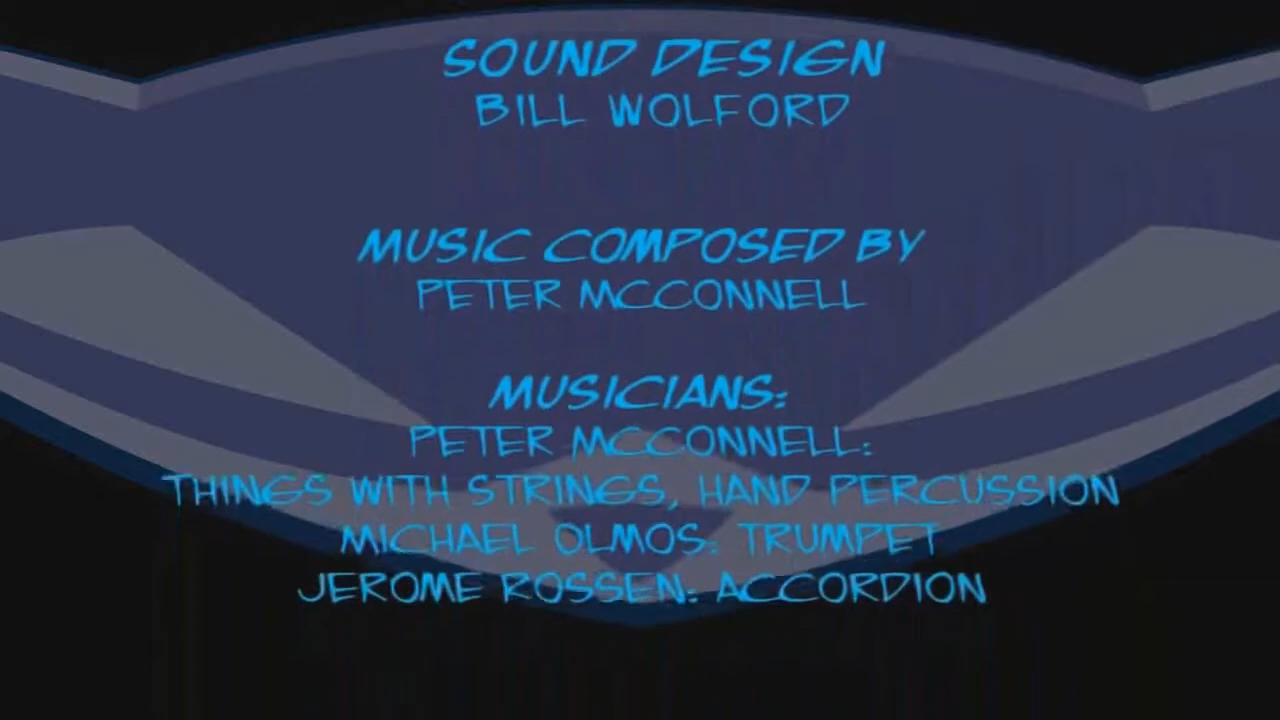 SOUND DESIGN
BILL WOLFORD
MUSIC COMPOSED BY
PETER MCCONNELL
MUSICIANS:
PETER MCCONNELL:
THINGS WITH STRINGS, HAND PERCUSSION
MICHAEL OLMOS: TRUMPET
JEROME ROSSEN: ACCORDION